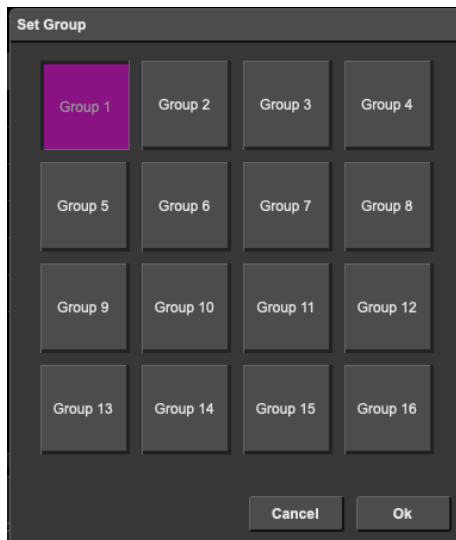 Set Group
Group 1 Group 2 Group 3 Group 4
Group 5 Group 6 Group 7 Group 8
Group 9 Group 10 Group 11 Group 12
Group 13 Group 14 Group 15 Group 16
Cancel Ok